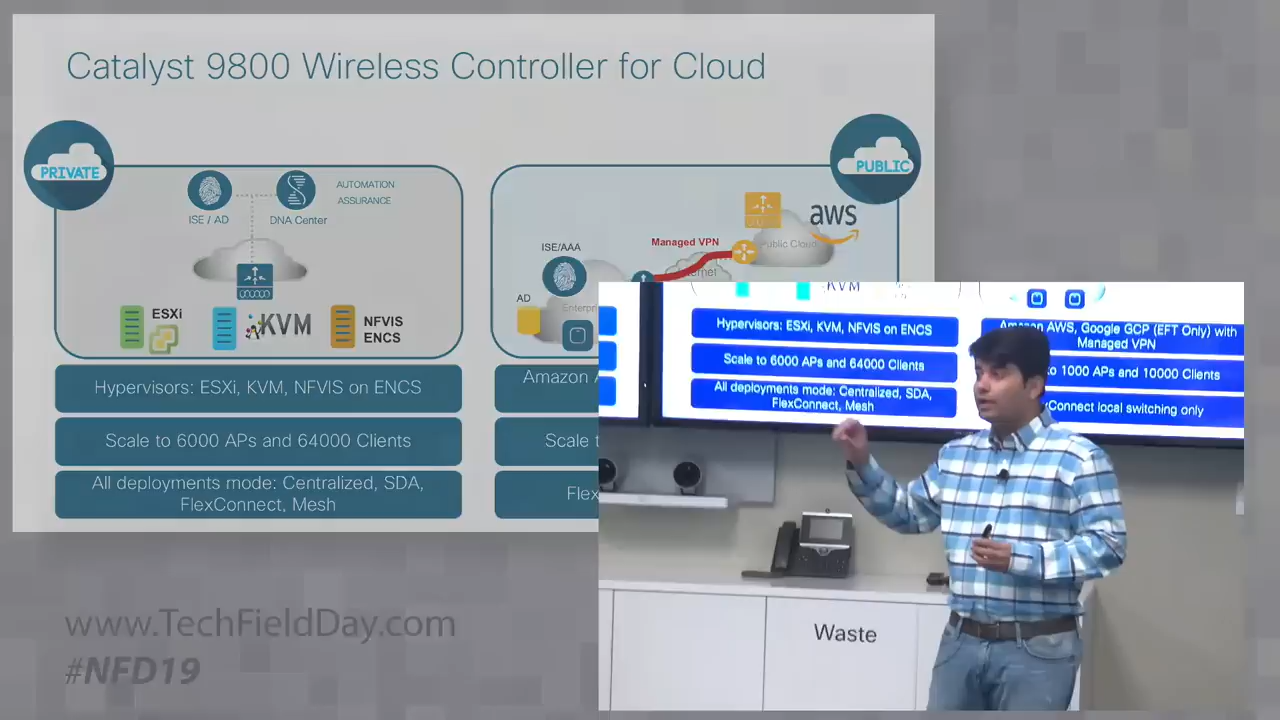 Catalyst 9800 Wireless Controller for Cloud
PRIVATE
PUBLIC
AUTOMATION
ASSURANCE
ISE / AD
DNA Center
ESXi
KVM
NFVIS
ENCS
Hypervisors: ESXi, KVM, NFVIS on ENCS
Scale to 6000 APs and 64000 Clients
All deployments mode: Centralized, SDA,
FlexConnect, Mesh
aws
Managed VPN
Public Cloud
ISE/AAA
AD
Amazon
Scale
Flex
KVM
Hypervisors: ESXi, KVM, NFVIS on ENCS
Scale to 6000 APs and 64000 Clients
All deployments mode: Centralized, SDA,
FlexConnect, Mesh
Amazon AWS, Google GCP (EFT Only) with
Managed VPN
to 1000 APs and 10000 Clients
Connect local switching only
Waste
www.TechFieldDay.com
#NFD19